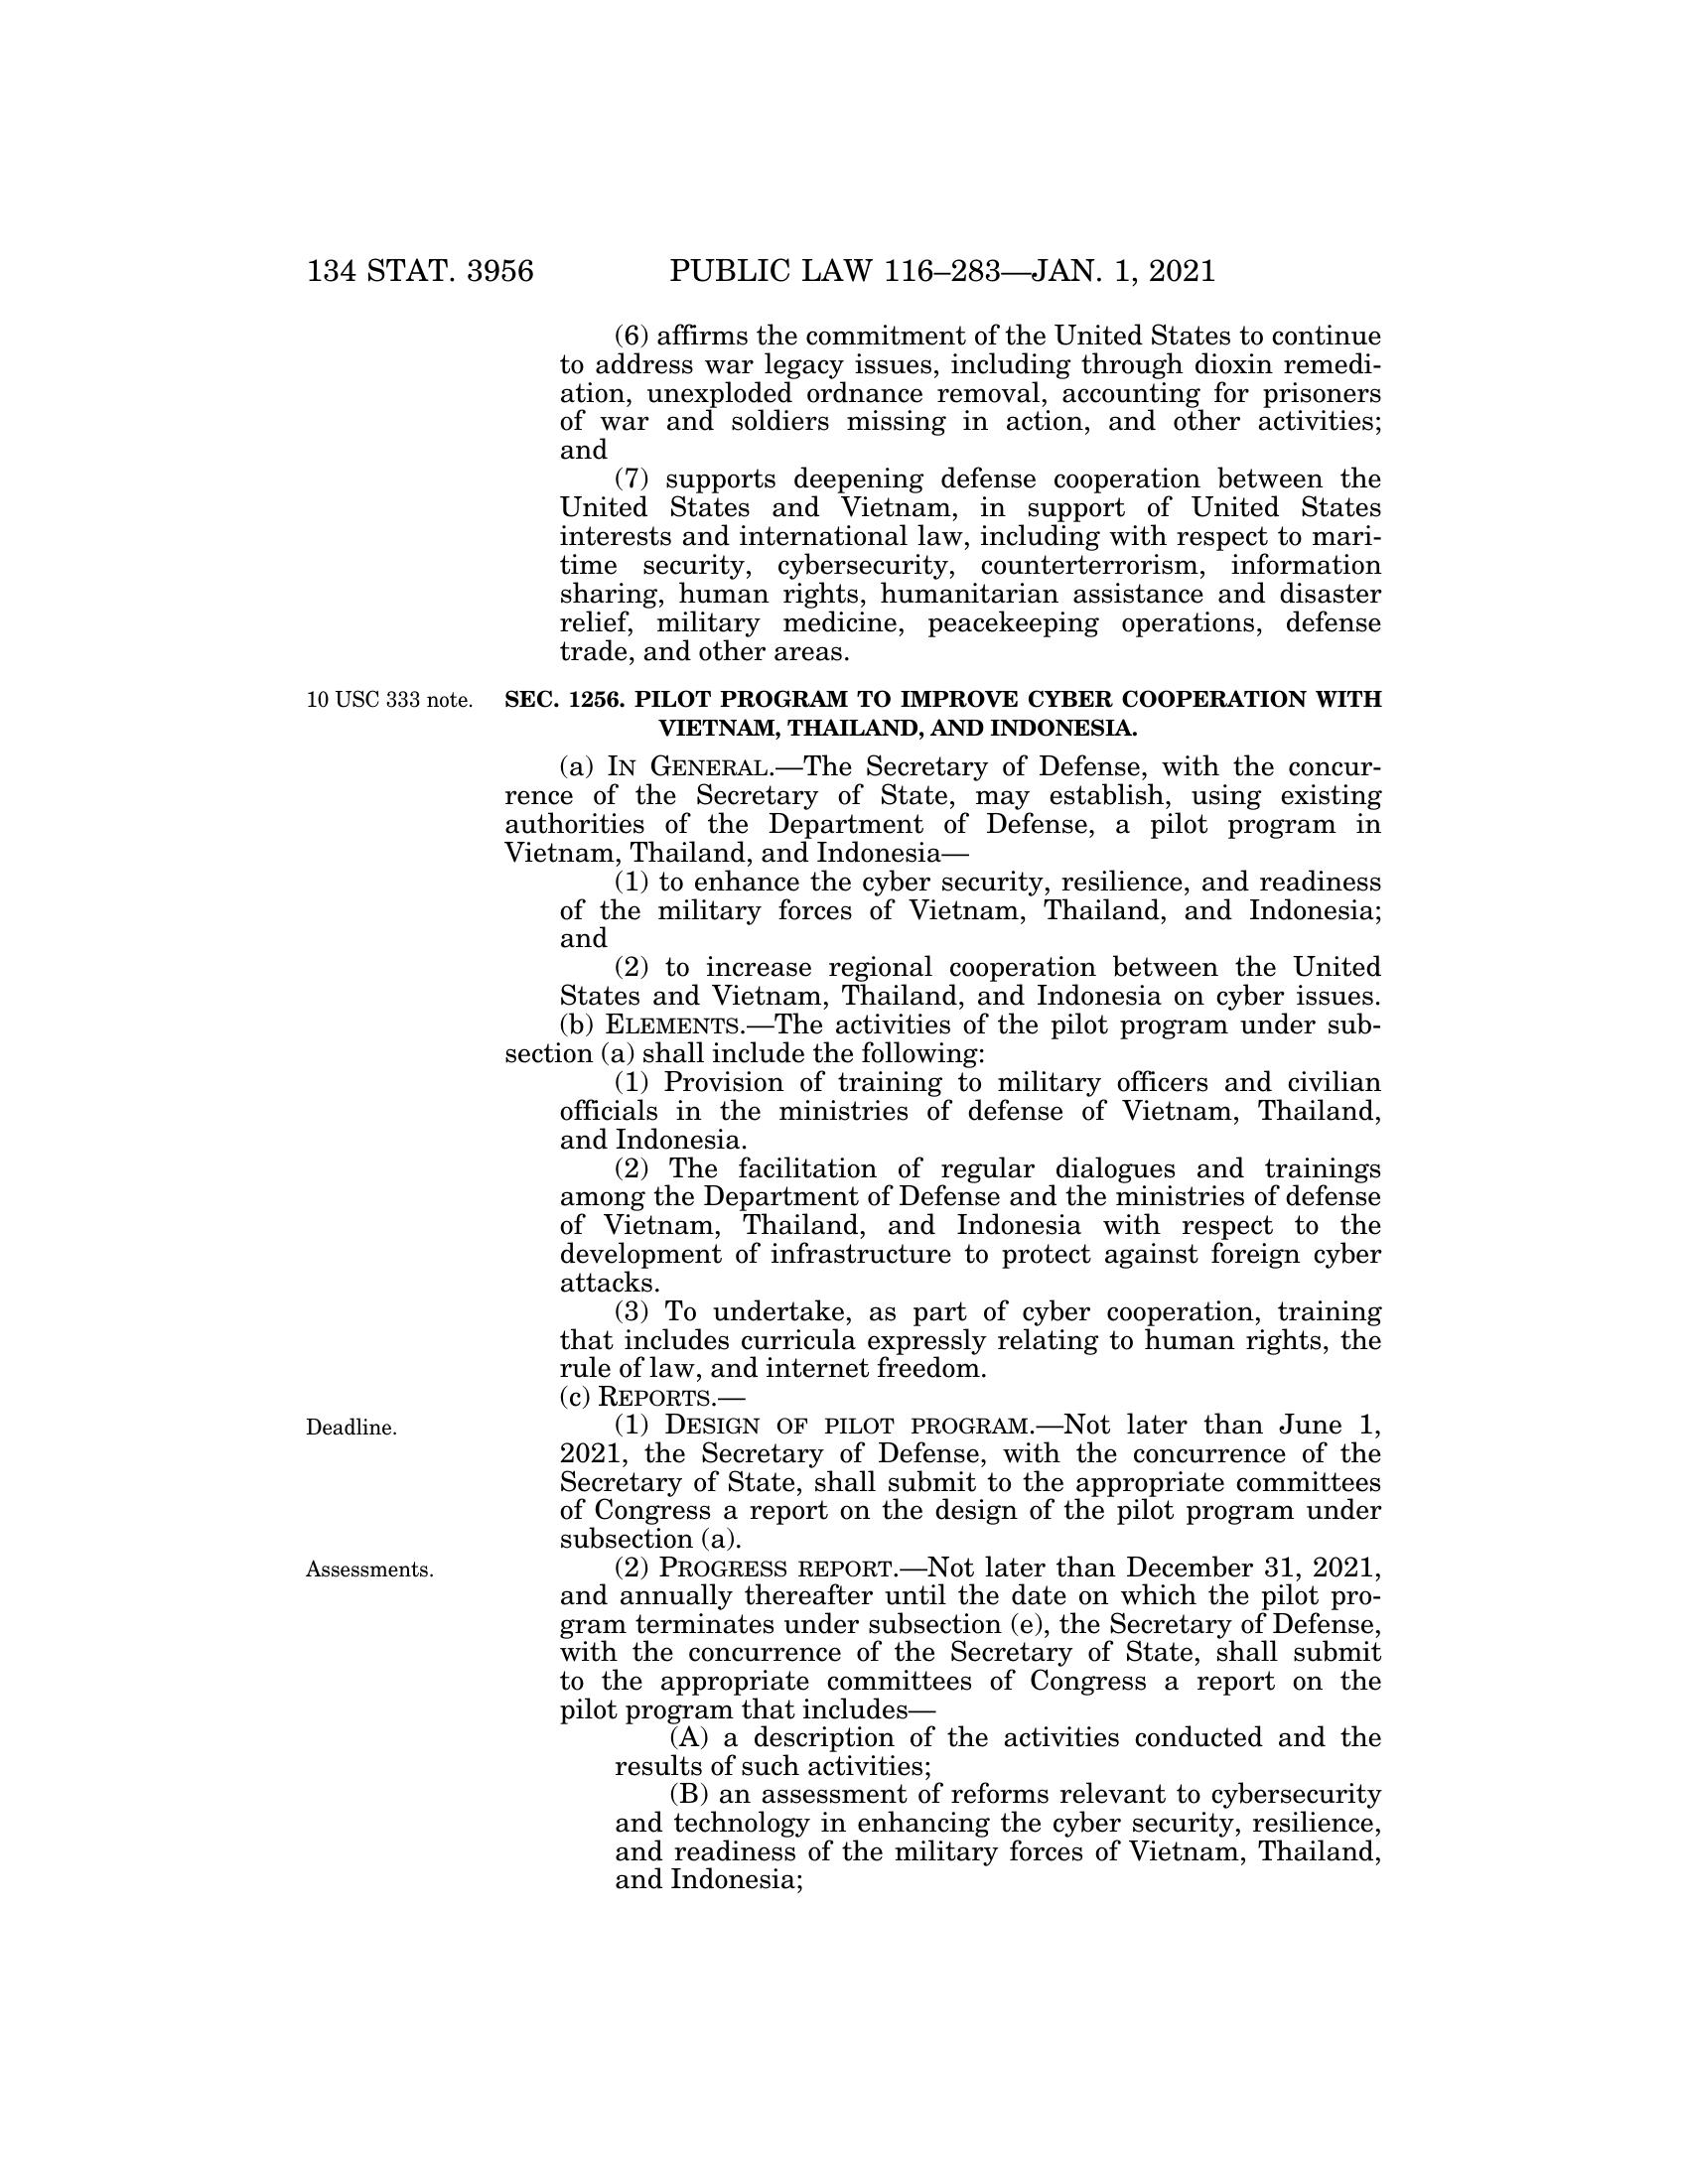 134 STAT. 3956 PUBLIC LAW 116–283—JAN. 1, 2021
(6) affirms the commitment of the United States to continue
to address war legacy issues, including through dioxin remedi-
ation, unexploded ordnance removal, accounting for prisoners
of war and soldiers missing in action, and other activities;
and
(7) supports deepening defense cooperation between the
United States and Vietnam, in support of United States
interests and international law, including with respect to mari-
time security, cybersecurity, counterterrorism, information
sharing, human rights, humanitarian assistance and disaster
relief, military medicine, peacekeeping operations, defense
trade, and other areas.
10 USC 333 note.
SEC. 1256. PILOT PROGRAM TO IMPROVE CYBER COOPERATION WITH
VIETNAM, THAILAND, AND INDONESIA.
(a) IN GENERAL.—The Secretary of Defense, with the concur-
rence of the Secretary of State, may establish, using existing
authorities of the Department of Defense, a pilot program in
Vietnam, Thailand, and Indonesia—
(1) to enhance the cyber security, resilience, and readiness
of the military forces of Vietnam, Thailand, and Indonesia;
and
(2) to increase regional cooperation between the United
States and Vietnam, Thailand, and Indonesia on cyber issues.
(b) ELEMENTS.—The activities of the pilot program under sub-
section (a) shall include the following:
(1) Provision of training to military officers and civilian
officials in the ministries of defense of Vietnam, Thailand,
and Indonesia.
(2) The facilitation of regular dialogues and trainings
among the Department of Defense and the ministries of defense
of Vietnam, Thailand, and Indonesia with respect to the
development of infrastructure to protect against foreign cyber
attacks.
(3) To undertake, as part of cyber cooperation, training
that includes curricula expressly relating to human rights, the
rule of law, and internet freedom.
(c) REPORTS.—
Deadline.
(1) DESIGN OF PILOT PROGRAM.—Not later than June 1,
2021, the Secretary of Defense, with the concurrence of the
Secretary of State, shall submit to the appropriate committees
of Congress a report on the design of the pilot program under
subsection (a).
Assessments.
(2) PROGRESS REPORT.—Not later than December 31, 2021,
and annually thereafter until the date on which the pilot pro-
gram terminates under subsection (e), the Secretary of Defense,
with the concurrence of the Secretary of State, shall submit
to the appropriate committees of Congress a report on the
pilot program that includes—
(A) a description of the activities conducted and the
results of such activities;
(B) an assessment of reforms relevant to cybersecurity
and technology in enhancing the cyber security, resilience,
and readiness of the military forces of Vietnam, Thailand,
and Indonesia;